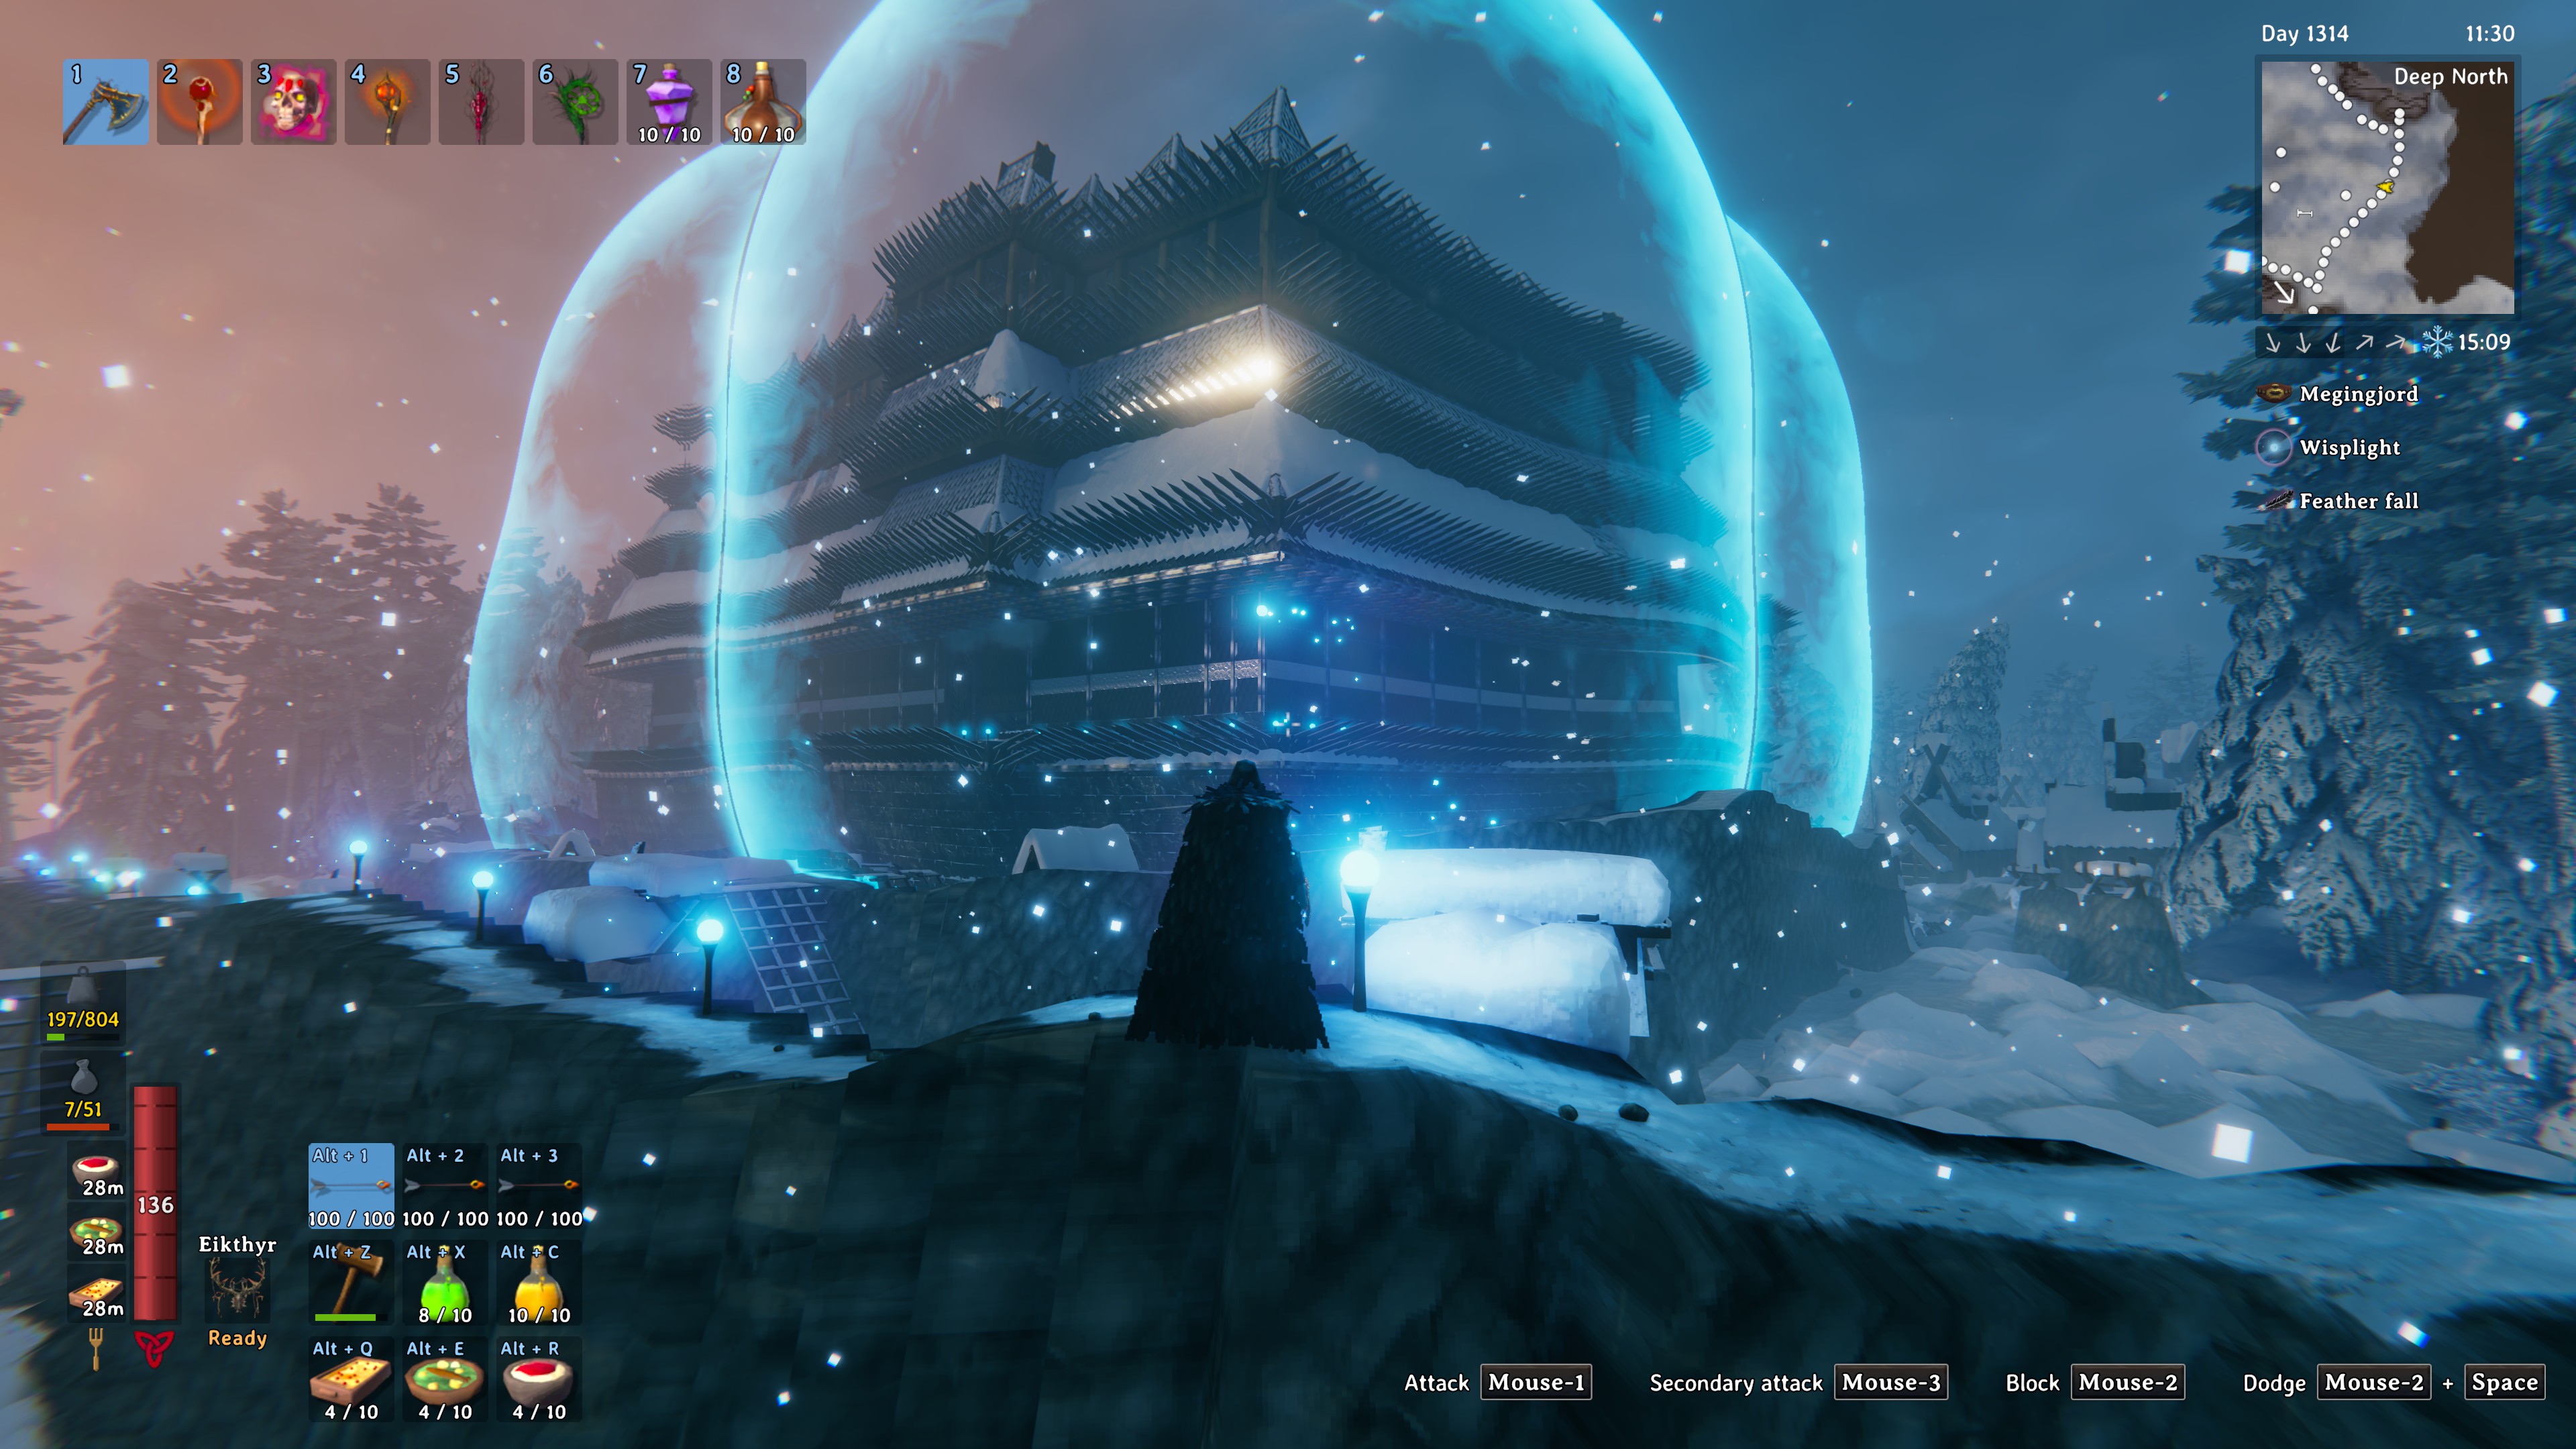 Day 1314 11:30
Deep North
1 2 3 4 5 6 7 8
10 / 10 10 / 10
15:09
Megingjord
Wisplight
Feather fall
197/804
7/51
28m
28m
28m
136
Eikthyr
Ready
Alt + 1 Alt + 2 Alt + 3
100 / 100 100 / 100 100 / 100
Alt + Z Alt + X Alt + C
8 / 10 10 / 10
Alt + Q Alt + E Alt + R
4 / 10 4 / 10 4 / 10
Attack Mouse-1 Secondary attack Mouse-3 Block Mouse-2 Dodge Mouse-2 + Space